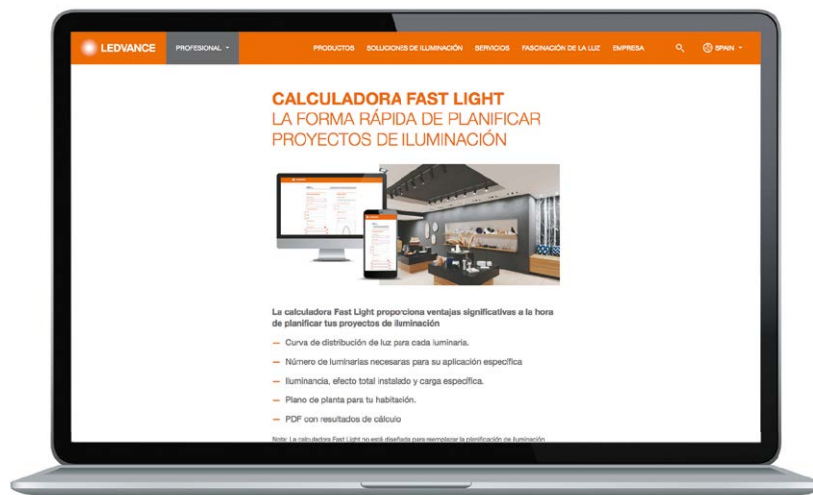 LEDVANCE
PROFESIONAL
PRODUCTOS SOLUCIONES DE ILUMINACIÓN SERVICIOS FASCINACIÓN DE LA LUZ EMPRESA
SPAIN
CALCULADORA FAST LIGHT
LA FORMA RÁPIDA DE PLANIFICAR
PROYECTOS DE ILUMINACIÓN
La calculadora Fast Light proporciona ventajas significativas a la hora
de planificar tus proyectos de iluminación
— Curva de distribución de luz para cada luminaria.
— Número de luminarias necesaras para su aplicación específica
— Iluminancia, efecto total instalado y carga específica.
— Plano de planta para tu habitación.
— PDF con resultados de cálculo
Nota: La calculadora Fast Light no está diseñada para reemplazar la planificación de iluminación